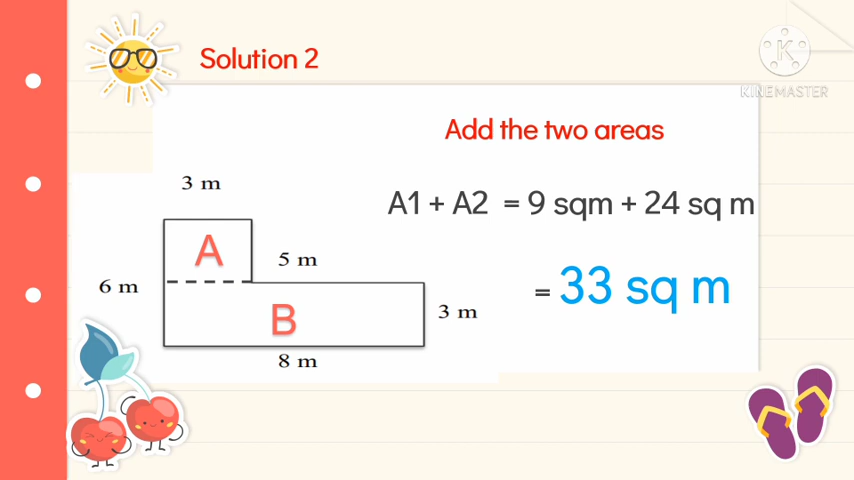 Solution 2
K
KINEMASTER
Add the two areas
3 m
A1 + A2 = 9 sqm + 24 sq m
A
5 m
6 m
= 33 sq m
B
3 m
8 m